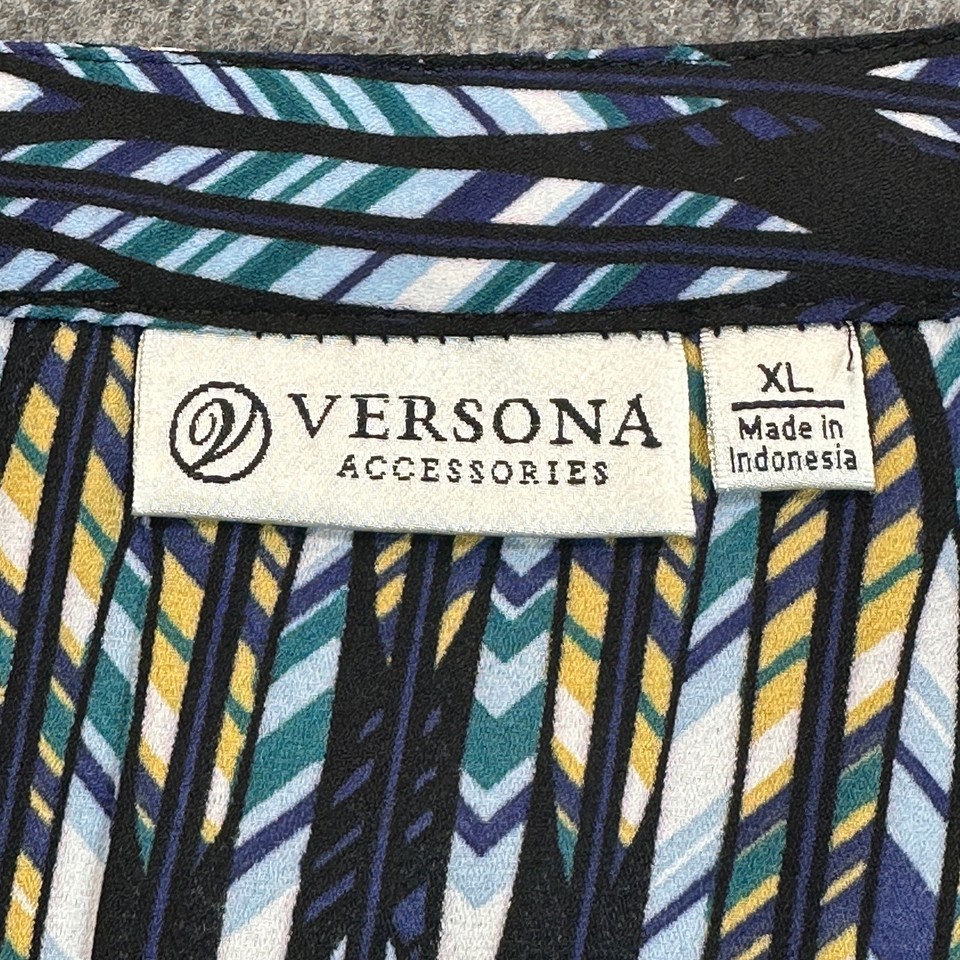 VERSONA
ACCESSORIES
XL
Made in
Indonesia